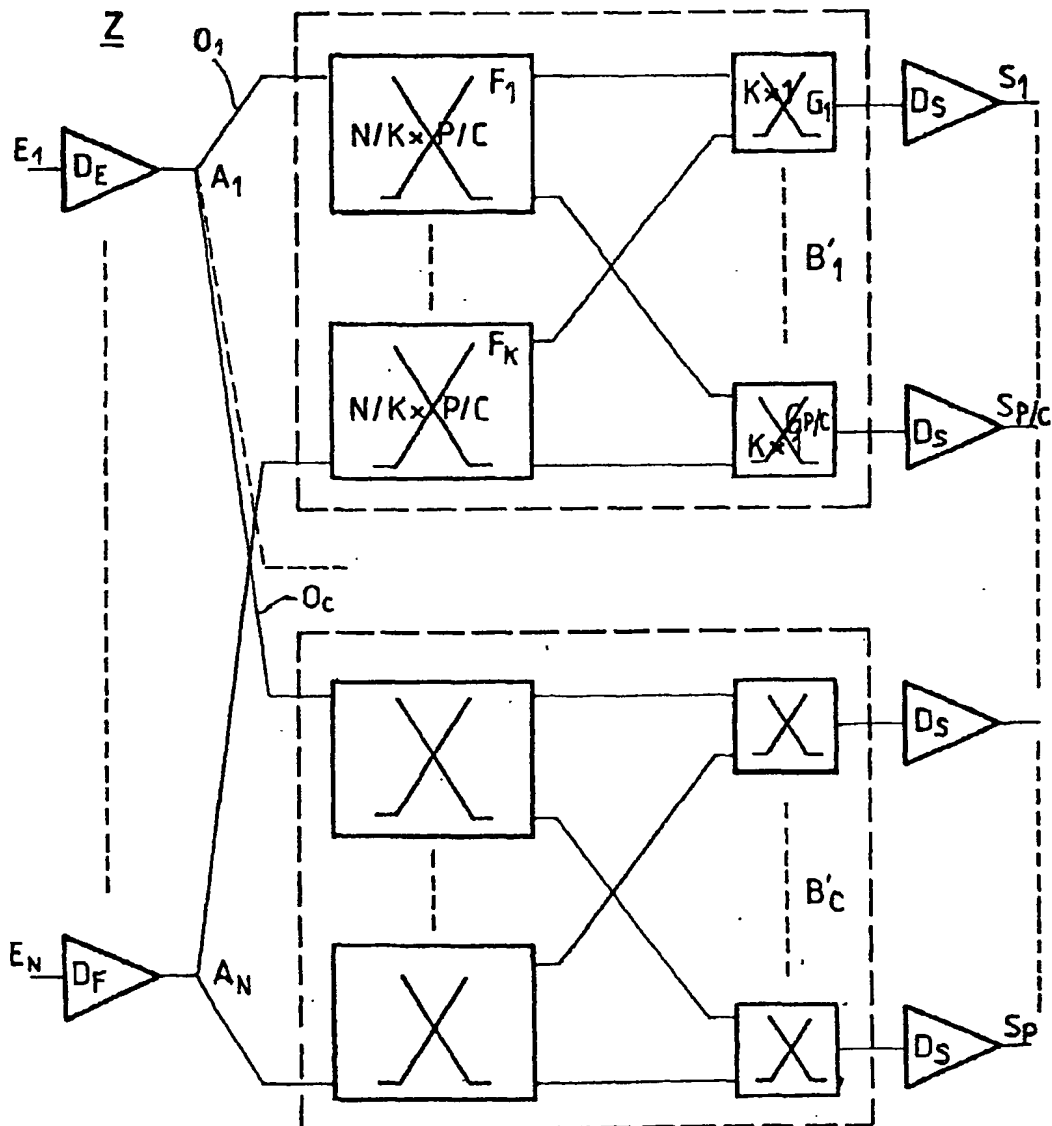 Z
O1
F1
N/K×P/C
K×1
G1
DS
S1
E1
DE
A1
B'1
FK
N/K×P/C
GP/C
K×1
DS
SP/C
OC
DS
B'C
EN
DF
AN
DS
SP